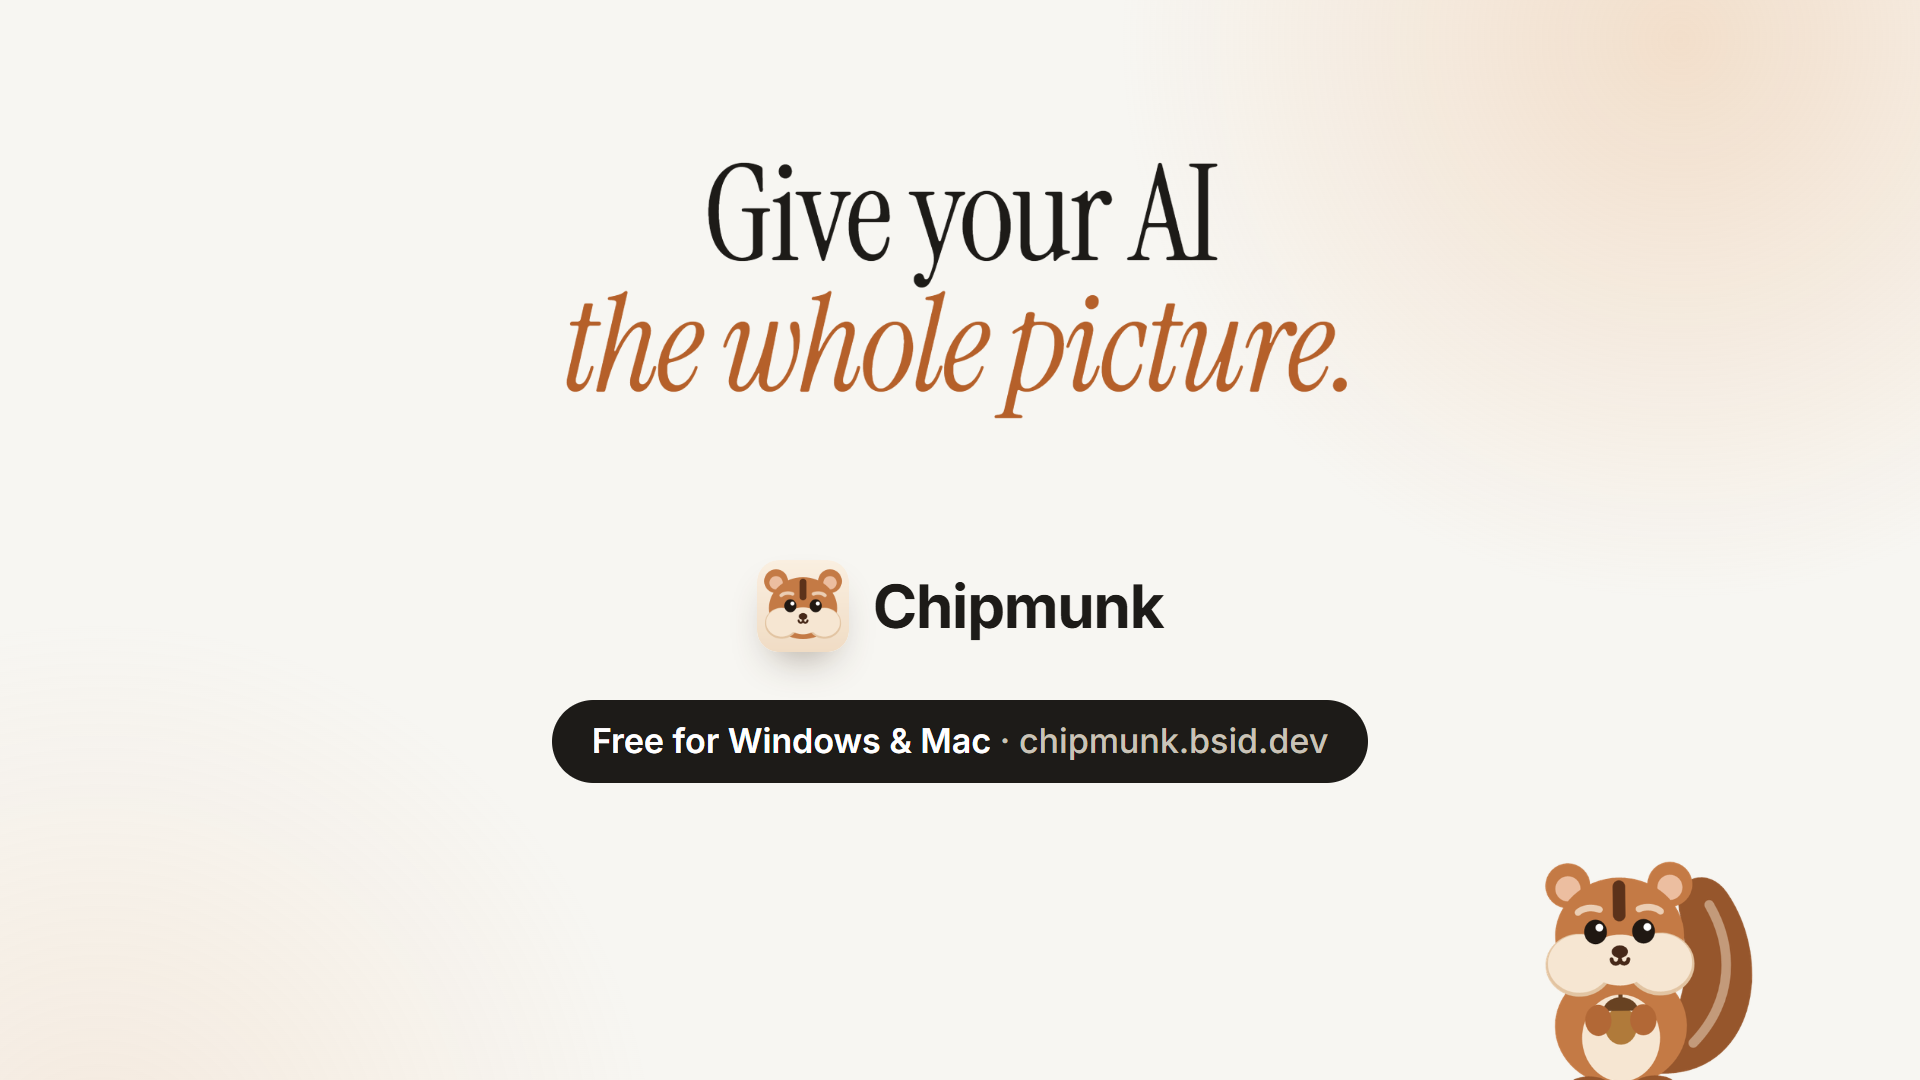 Give your AI
the whole picture.
Chipmunk
Free for Windows & Mac · chipmunk.bsid.dev